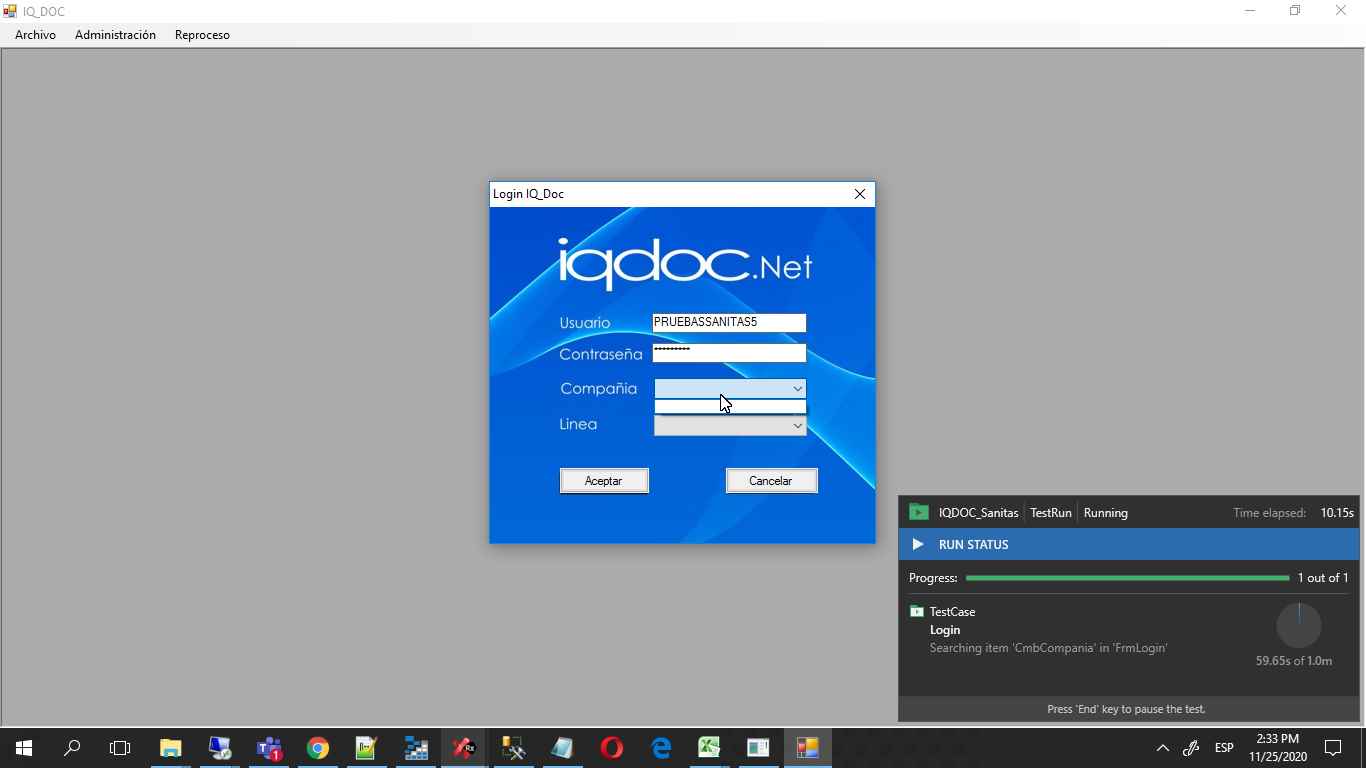 IQ_DOC
Archivo Administración Reproceso
Login IQ_Doc
iqdoc.Net
Usuario PRUEBASSANITAS5
Contraseña *********
Compañia
Linea
Aceptar Cancelar
IQDOC_Sanitas TestRun Running Time elapsed: 10.15s
RUN STATUS
Progress: 1 out of 1
TestCase
Login
Searching item 'CmbCompania' in 'FrmLogin'
59.65s of 1.0m
Press 'End' key to pause the test.
1 Rx ESP 2:33 PM
11/25/2020